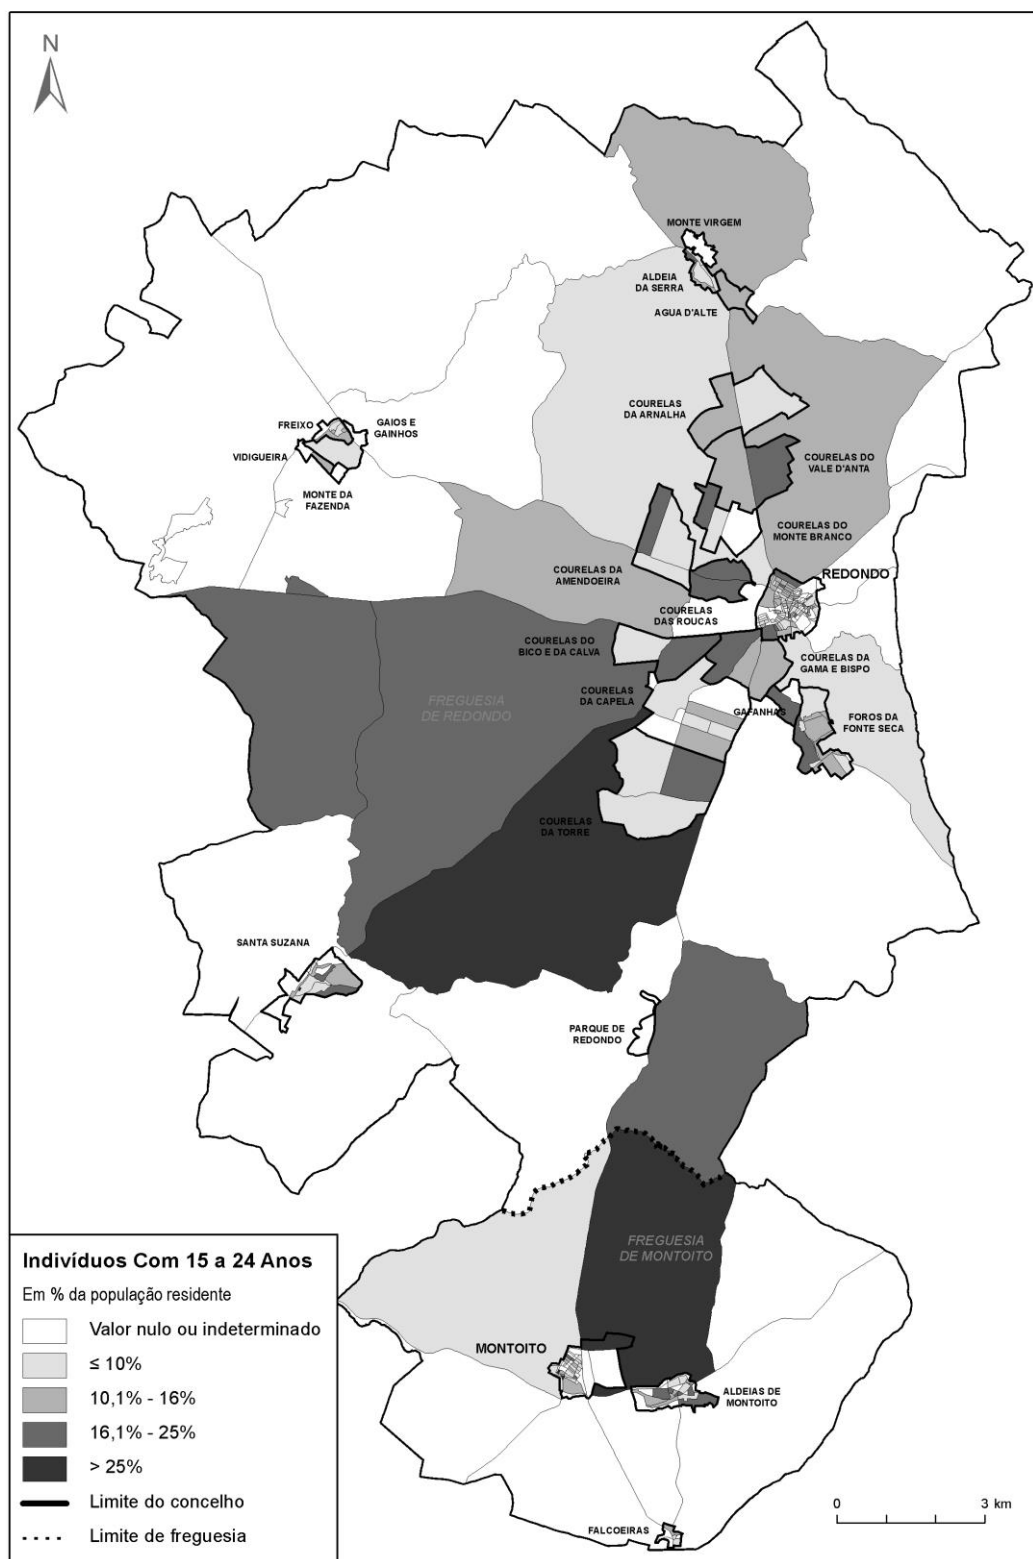 N
MONTE VIRGEM
ALDEIA
DA SERRA
AGUA D'ALTE
COURELAS
DA ARNALHA
FREIXO
GAIOS E
GAINHOS
VIDIGUEIRA
COURELAS DO
VALE D'ANTA
MONTE DA
FAZENDA
COURELAS DO
MONTE BRANCO
COURELAS DA
AMENDOEIRA
REDONDO
COURELAS
DAS ROUCAS
COURELAS DO
BICO E DA CALVA
COURELAS DA
GAMA E BISPO
COURELAS
DA CAPELA
FREGUESIA
DE REDONDO
GAFANHAS
FOROS DA
FONTE SECA
COURELAS
DA TORRE
SANTA SUZANA
PARQUE DE
REDONDO
FREGUESIA
DE MONTOITO
MONTOITO
ALDEIAS DE
MONTOITO
FALCOEIRAS
Indivíduos Com 15 a 24 Anos
Em % da população residente
Valor nulo ou indeterminado
≤ 10%
10,1% - 16%
16,1% - 25%
> 25%
Limite do concelho
Limite de freguesia
0 3 km